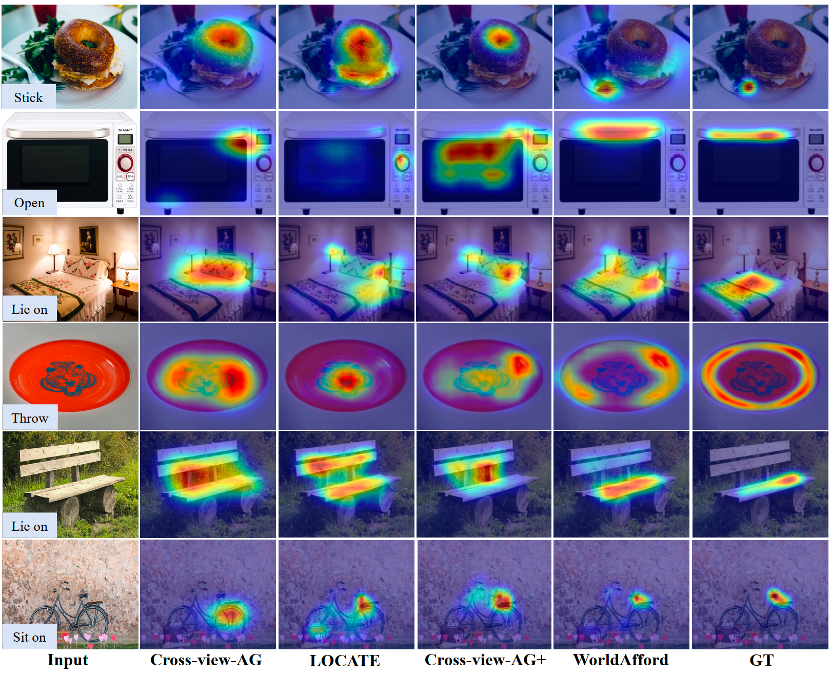 Stick
Open
Lie on
Throw
Lie on
Sit on
Input Cross-view-AG LOCATE Cross-view-AG+ WorldAfford GT